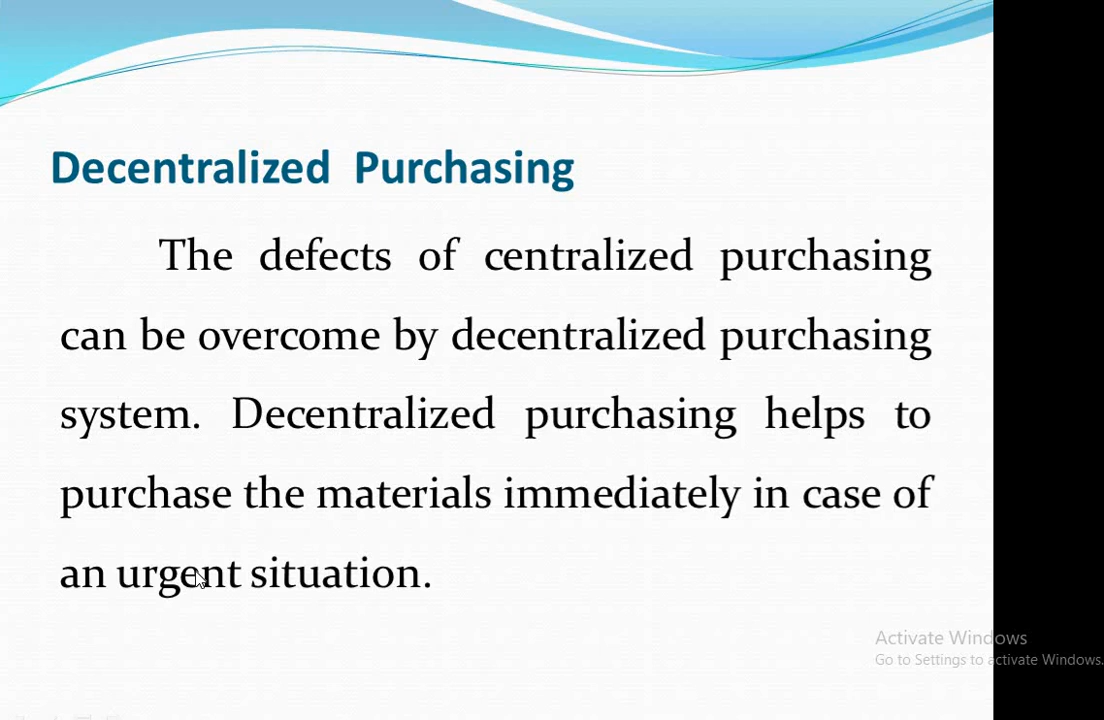 Decentralized Purchasing
The defects of centralized purchasing
can be overcome by decentralized purchasing
system. Decentralized purchasing helps to
purchase the materials immediately in case of
an urgent situation.
Activate Windows
Go to Settings to activate Windows.